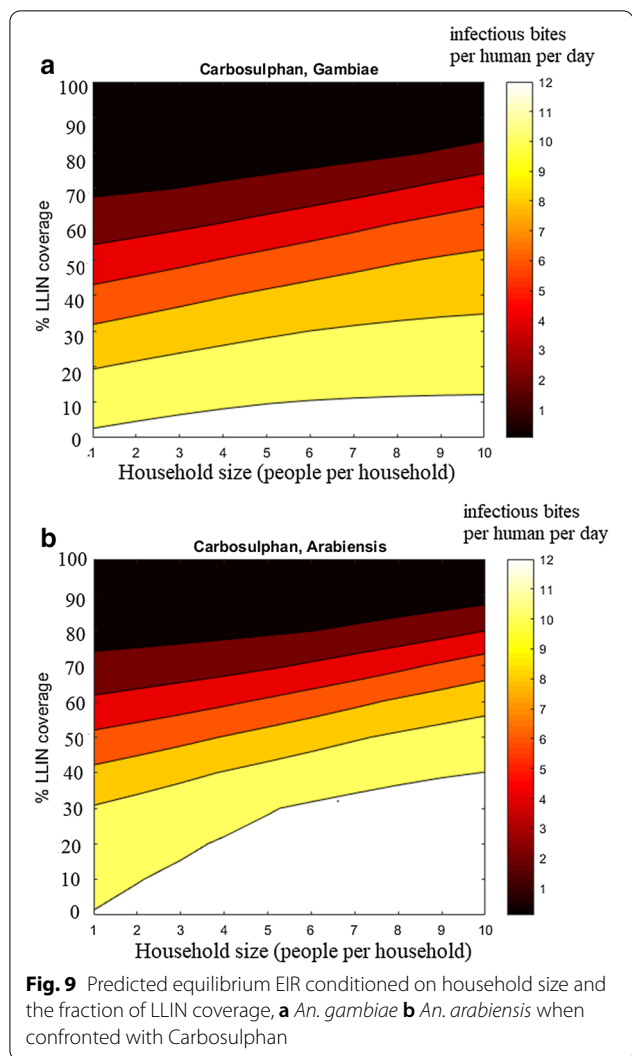 infectious bites
per human per day
a
Carbosulphan, Gambiae
% LLIN coverage
100
90
80
70
60
50
40
30
20
10
0
12
11
10
9
8
7
6
5
4
3
2
1
.1 2 3 4 5 6 7 8 9 10
Household size (people per household)
infectious bites
per human per day
b
Carbosulphan, Arabiensis
% LLIN coverage
100
90
80
70
60
50
40
30
20
10
0
12
11
10
9
8
7
6
5
4
3
2
1
1 2 3 4 5 6 7 8 9 10
Household size (people per household)
Fig. 9 Predicted equilibrium EIR conditioned on household size and
the fraction of LLIN coverage, a An. gambiae b An. arabiensis when
confronted with Carbosulphan